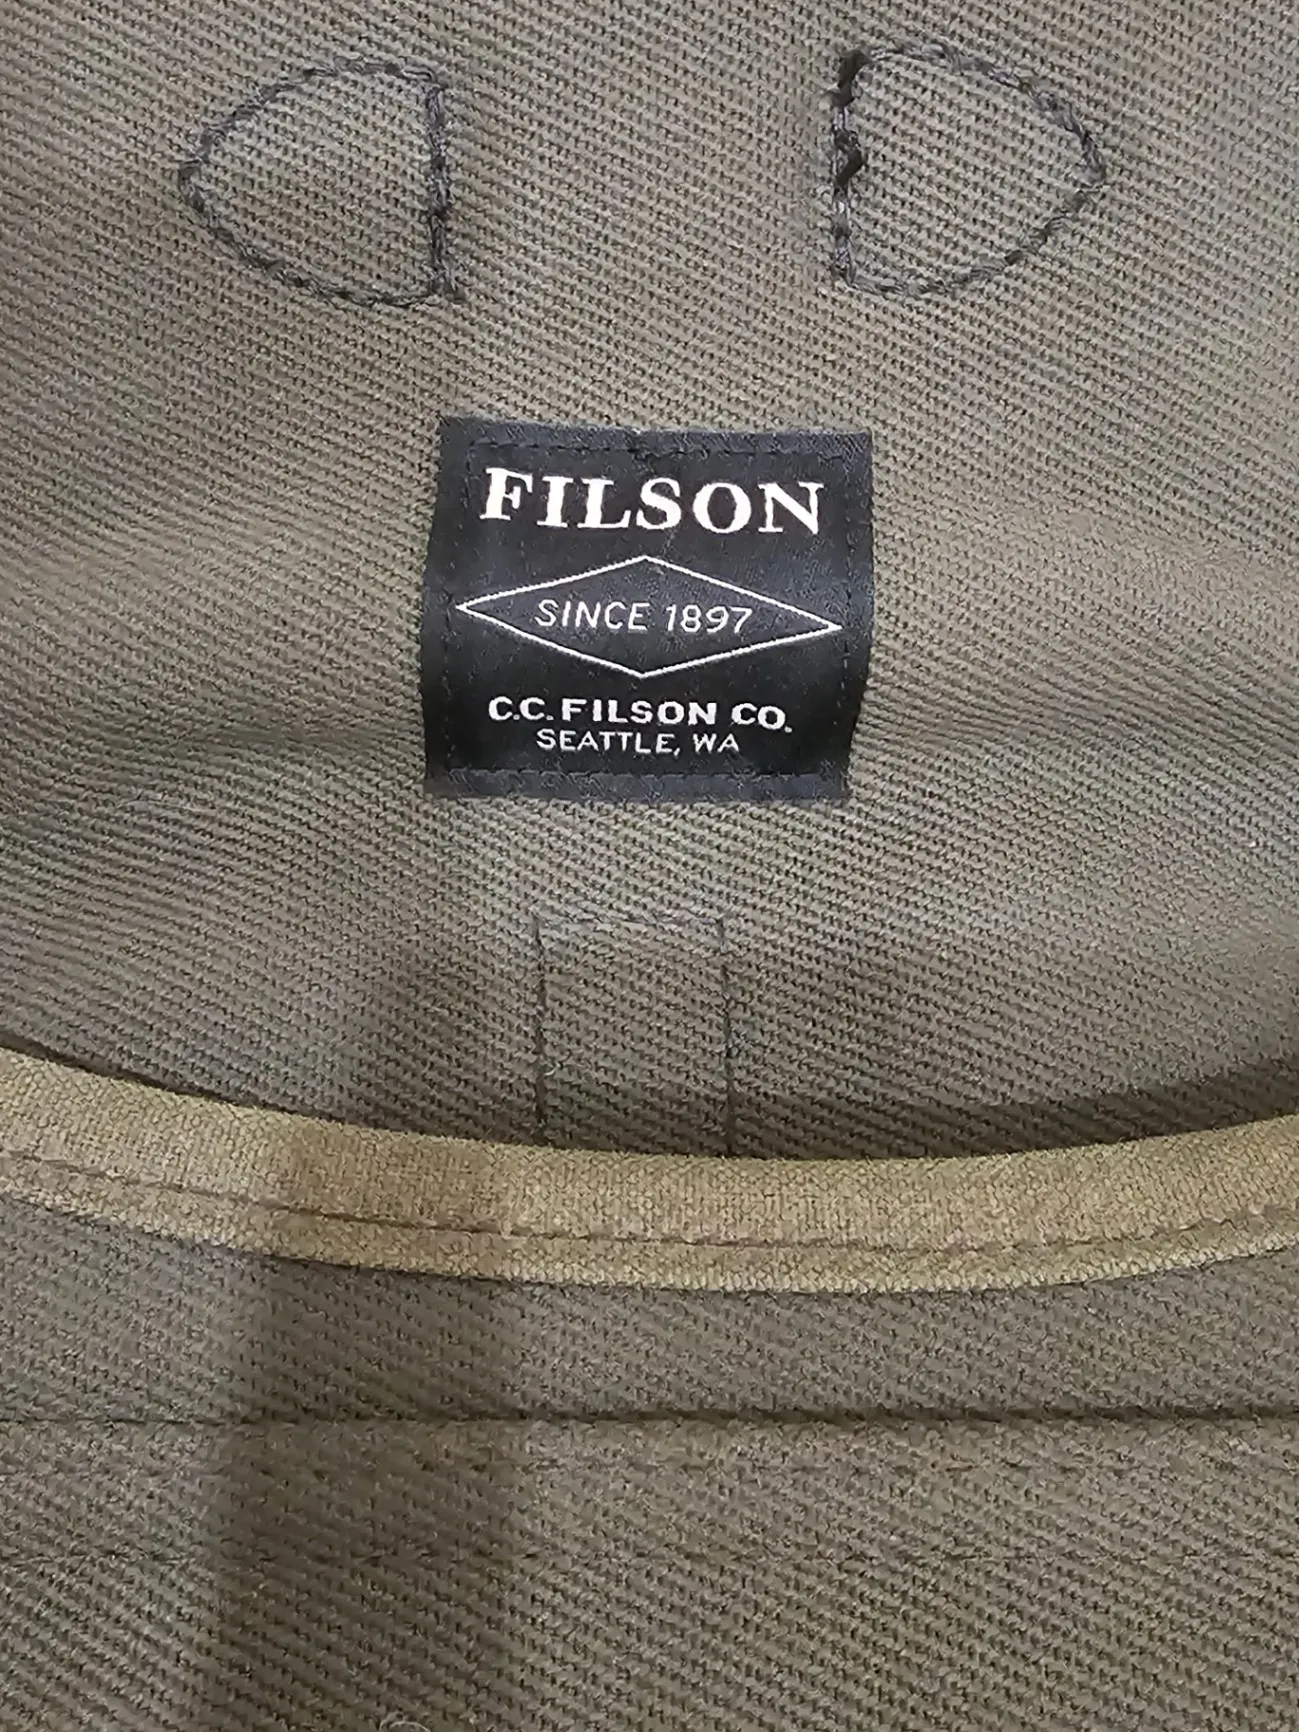 FILSON
SINCE 1897
C.C. FILSON CO.
SEATTLE, WA